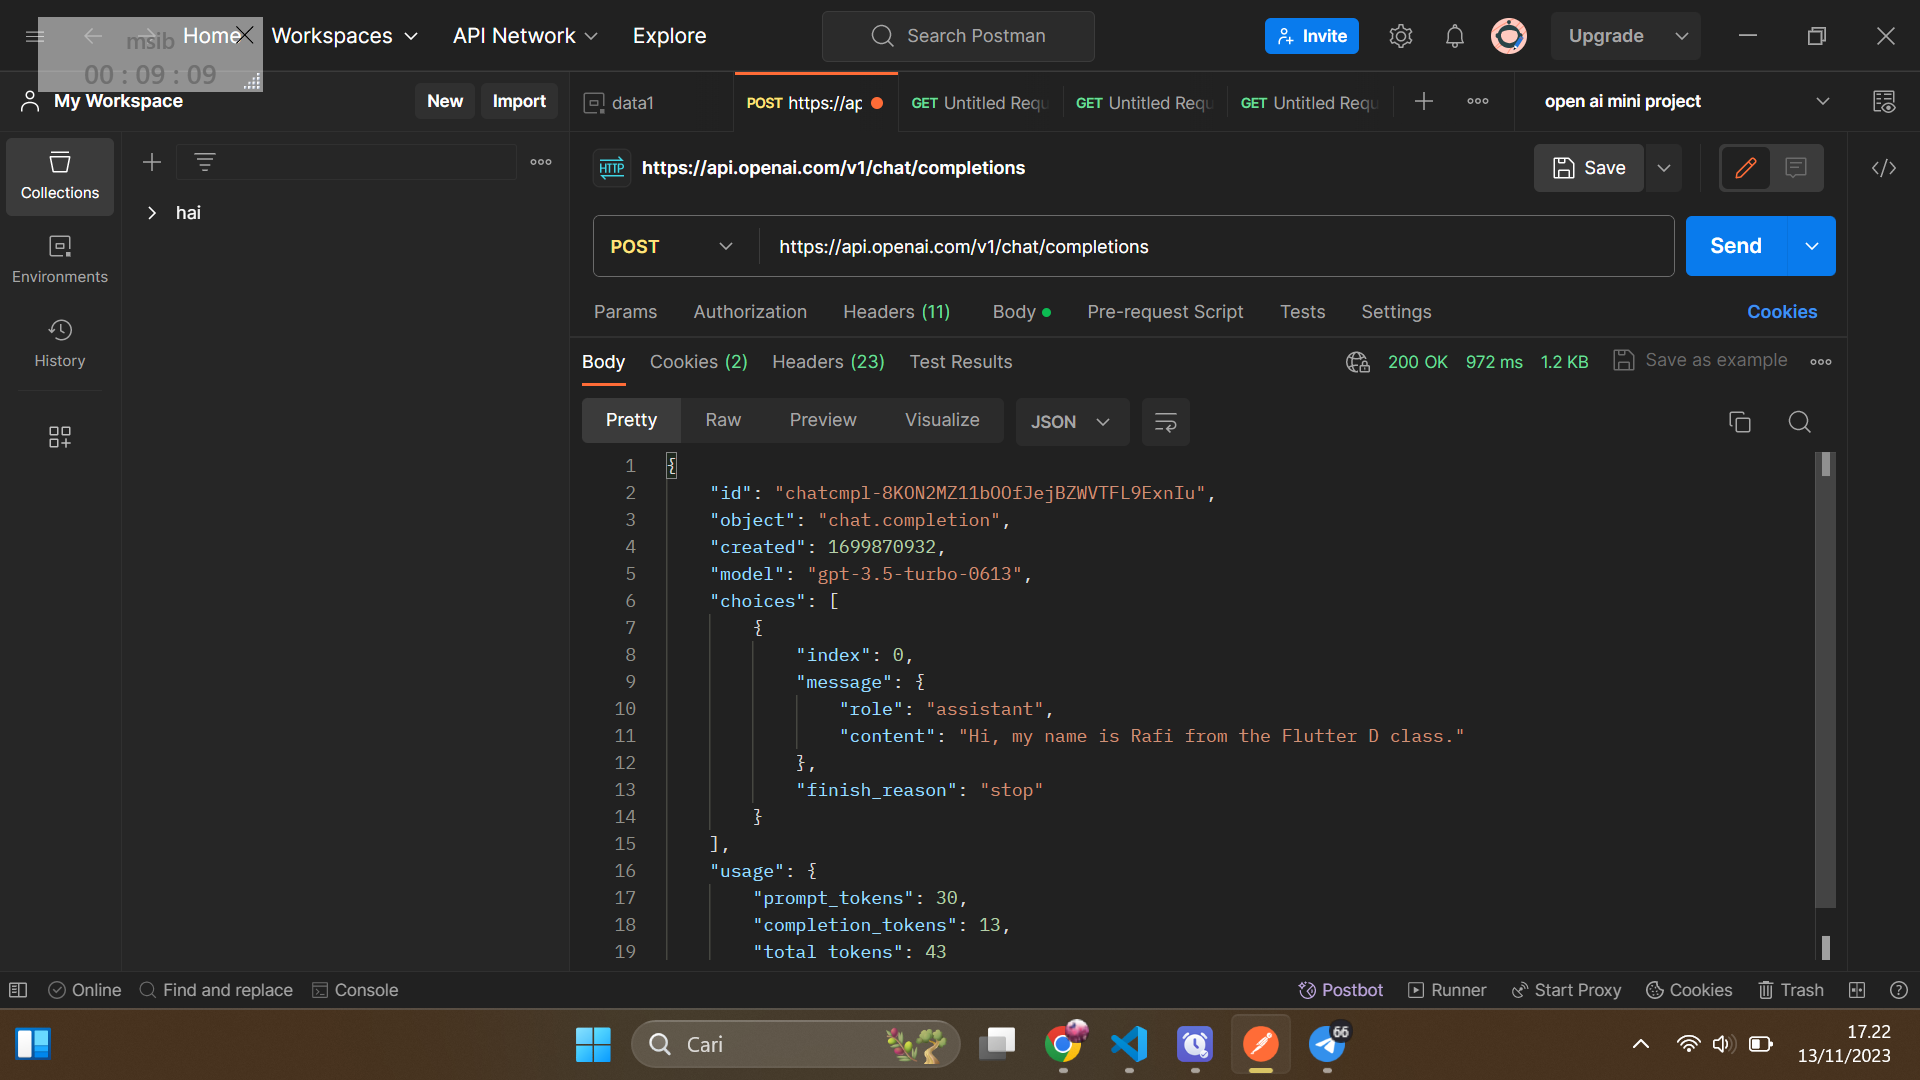 msib
00 : 09 : 09
Home
Workspaces
API Network
Explore
Search Postman
Invite
Upgrade
My Workspace
New
Import
data1
POST https://ap
GET Untitled Requ
GET Untitled Requ
GET Untitled Requ
open ai mini project
Collections
Environments
History
hai
HTTP
https://api.openai.com/v1/chat/completions
Save
POST
https://api.openai.com/v1/chat/completions
Send
Params
Authorization
Headers (11)
Body
Pre-request Script
Tests
Settings
Cookies
Body
Cookies (2)
Headers (23)
Test Results
200 OK
972 ms
1.2 KB
Save as example
Pretty
Raw
Preview
Visualize
JSON
1 {
2 "id": "chatcmpl-8KON2MZ11bOOfJejBZWVTFL9ExnIu",
3 "object": "chat.completion",
4 "created": 1699870932,
5 "model": "gpt-3.5-turbo-0613",
6 "choices": [
7 {
8 "index": 0,
9 "message": {
10 "role": "assistant",
11 "content": "Hi, my name is Rafi from the Flutter D class."
12 },
13 "finish_reason": "stop"
14 }
15 ],
16 "usage": {
17 "prompt_tokens": 30,
18 "completion_tokens": 13,
19 "total_tokens": 43
Online
Find and replace
Console
Postbot
Runner
Start Proxy
Cookies
Trash
Cari
66
17.22
13/11/2023